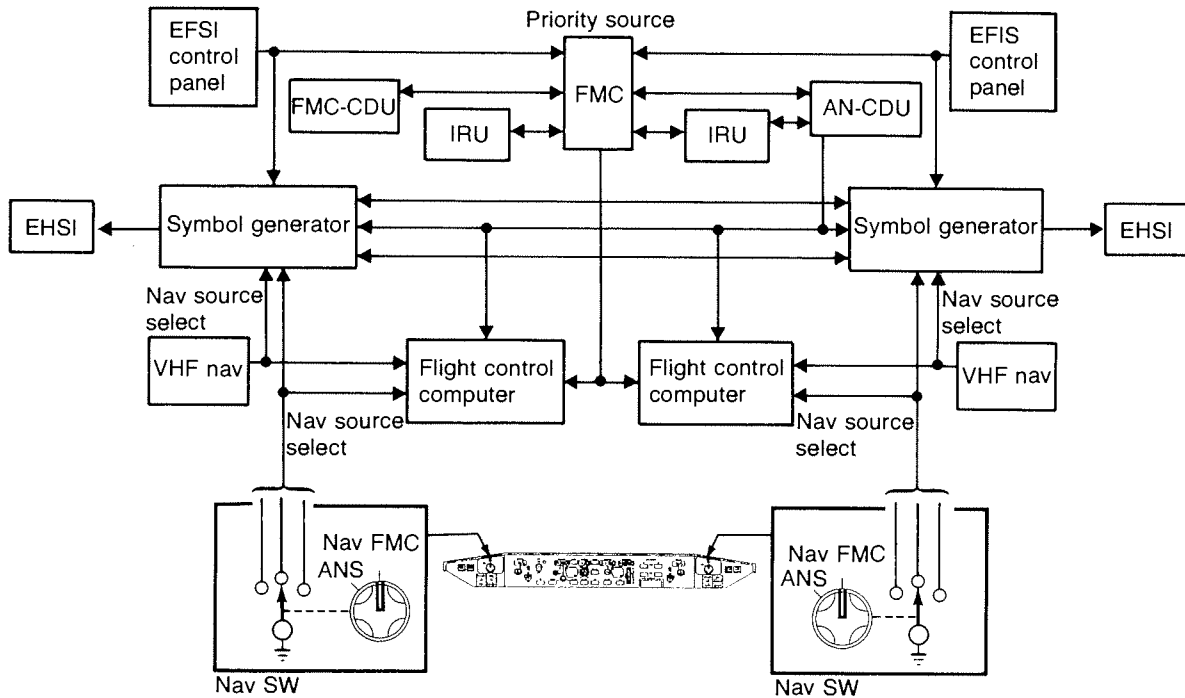 Priority source
EFSI
control
panel
FMC
EFIS
control
panel
FMC-CDU
AN-CDU
IRU
IRU
EHSI
Symbol generator
Symbol generator
EHSI
Nav source
select
Nav source
select
VHF nav
Flight control
computer
Flight control
computer
VHF nav
Nav source
select
Nav source
select
Nav FMC
ANS
Nav FMC
ANS
Nav SW
Nav SW